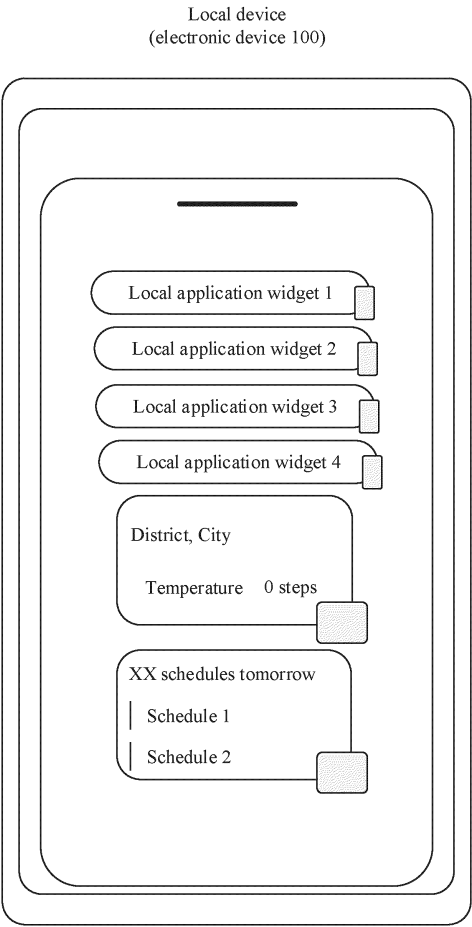 Local device
(electronic device 100)
Local application widget 1
Local application widget 2
Local application widget 3
Local application widget 4
District, City
Temperature 0 steps
XX schedules tomorrow
Schedule 1
Schedule 2